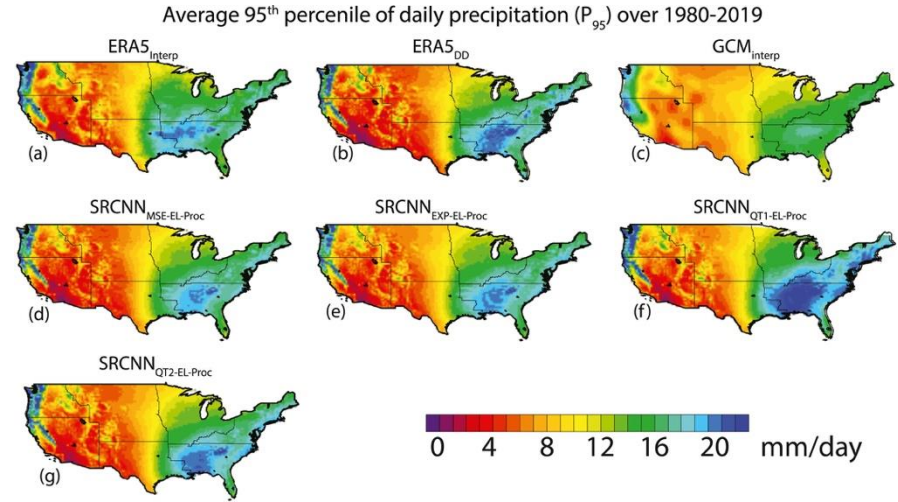 Average 95th percenile of daily precipitation (P95) over 1980-2019
ERA5Interp
ERA5DD
GCMinterp
(a)
(b)
(c)
SRCNNMSE-EL-Proc
SRCNNEXP-EL-Proc
SRCNNQT1-EL-Proc
(d)
(e)
(f)
SRCNNQT2-EL-Proc
(g)
0 4 8 12 16 20 mm/day